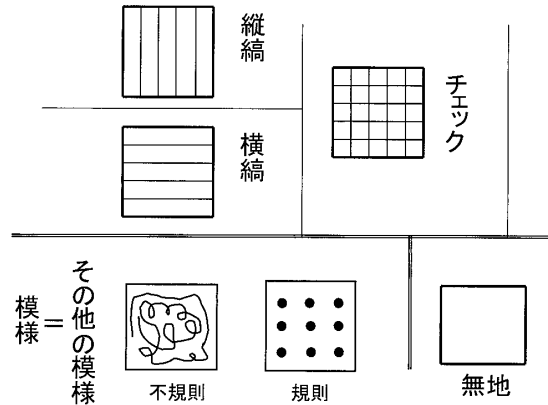 縦縞
チェック
横縞
模様＝その他の模様
不規則
規則
無地